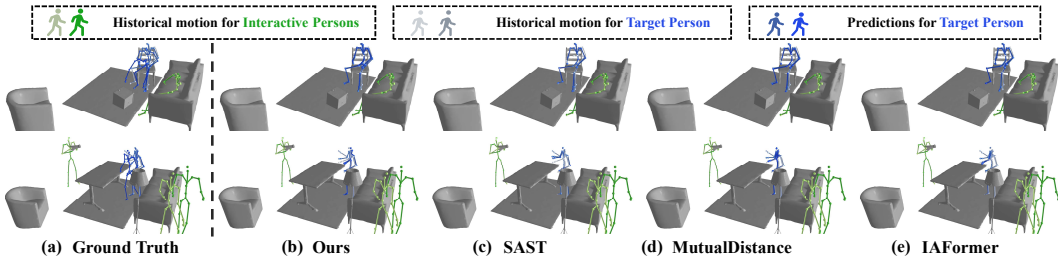 Historical motion for Interactive Persons
Historical motion for Target Person
Predictions for Target Person
(a) Ground Truth
(b) Ours
(c) SAST
(d) MutualDistance
(e) IAFormer